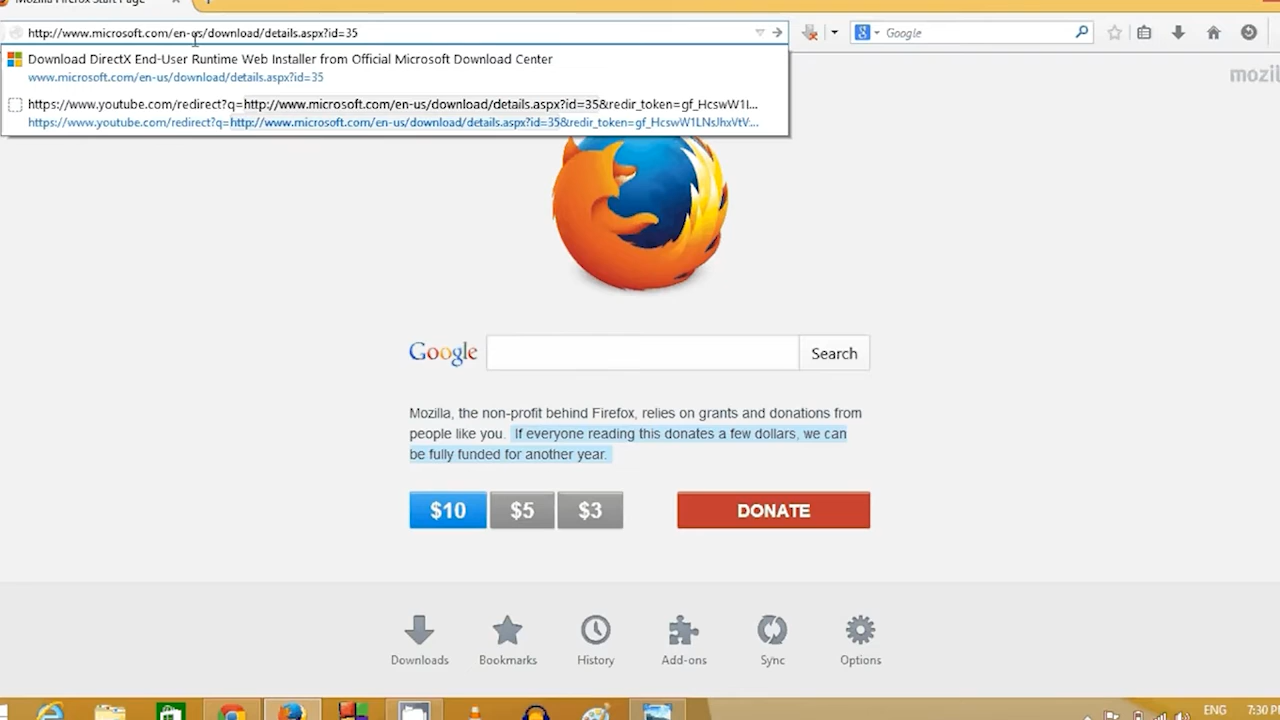 Mozilla Firefox Start Page
http://www.microsoft.com/en-us/download/details.aspx?id=35
Google
Download DirectX End-User Runtime Web Installer from Official Microsoft Download Center
www.microsoft.com/en-us/download/details.aspx?id=35
https://www.youtube.com/redirect?q=http://www.microsoft.com/en-us/download/details.aspx?id=35&redir_token=gf_HcswW1l...
https://www.youtube.com/redirect?q=http://www.microsoft.com/en-us/download/details.aspx?id=35&redir_token=gf_HcswW1LNsJhxVtV...
mozil
Google
Search
Mozilla, the non-profit behind Firefox, relies on grants and donations from
people like you. If everyone reading this donates a few dollars, we can
be fully funded for another year.
$10 $5 $3 DONATE
Downloads Bookmarks History Add-ons Sync Options
ENG 7:30 PM